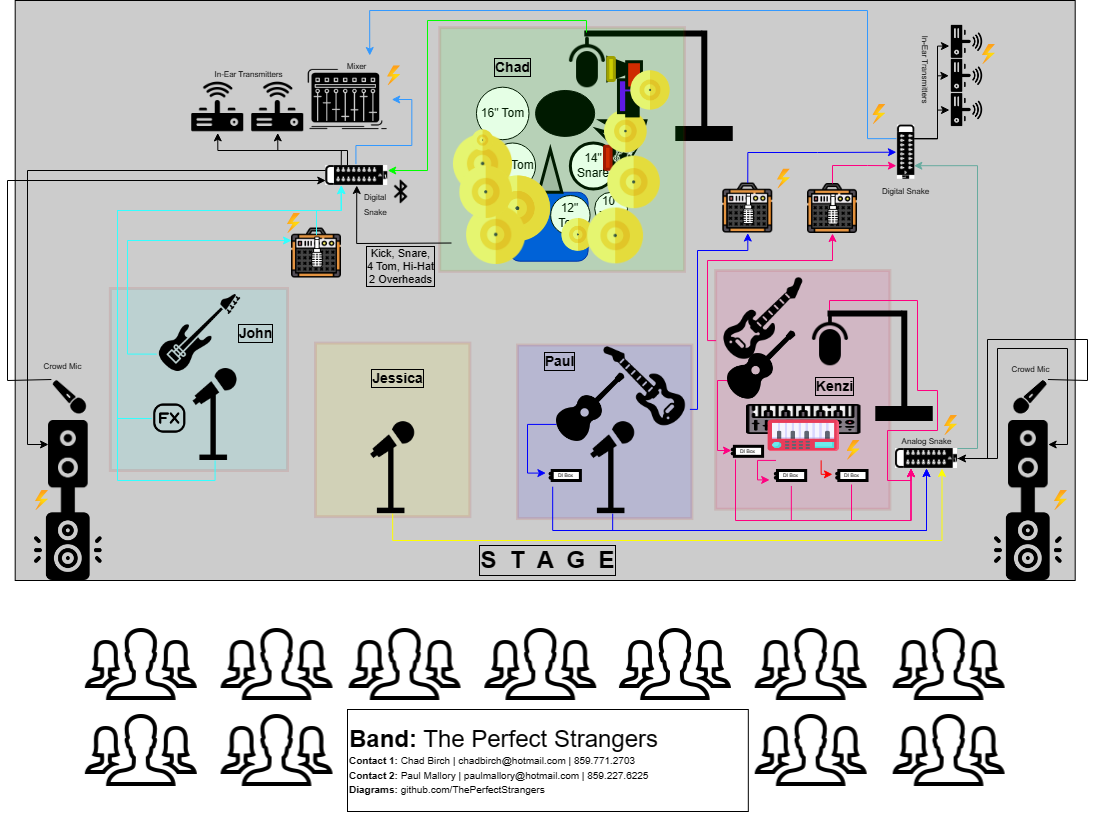 In-Ear Transmitters
Mixer
Chad
In-Ear Transmitters
16" Tom
Tom
14"
Snare
12"
10"
Digital
Snake
Digital Snake
Kick, Snare,
4 Tom, Hi-Hat
2 Overheads
John
Jessica
Paul
Kenzi
Crowd Mic
Crowd Mic
FX
DI Box
DI Box
DI Box
DI Box
Analog Snake
S T A G E
Band: The Perfect Strangers
Contact 1: Chad Birch | chadbirch@hotmail.com | 859.771.2703
Contact 2: Paul Mallory | paulmallory@hotmail.com | 859.227.6225
Diagrams: github.com/ThePerfectStrangers